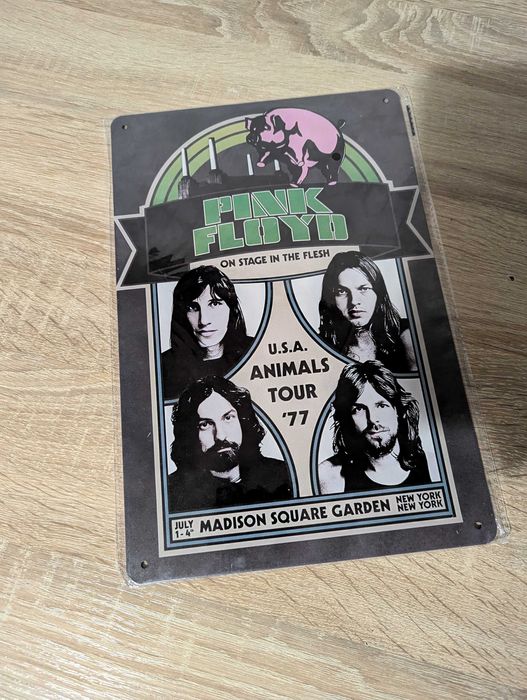 PINK
FLOYD
ON STAGE IN THE FLESH
U.S.A.
ANIMALS
TOUR
'77
JULY
1-4th
MADISON SQUARE GARDEN
NEW YORK
NEW YORK